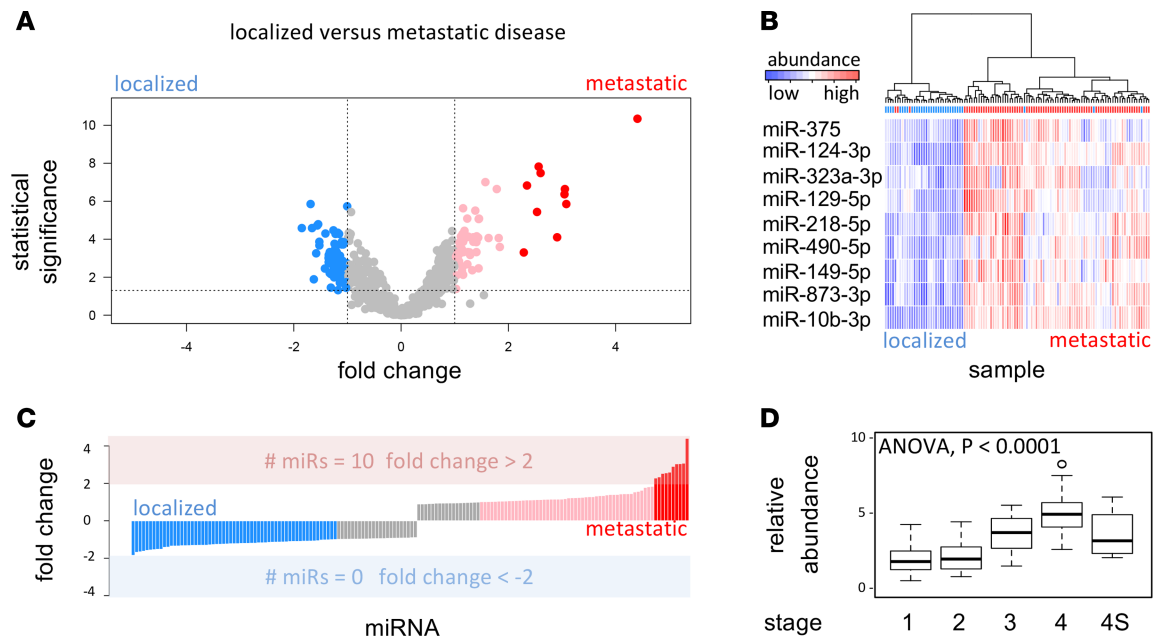 A
localized versus metastatic disease
localized
metastatic
statistical
significance
10
8
6
4
2
0
-4
-2
0
2
4
fold change
B
abundance
low
high
miR-375
miR-124-3p
miR-323a-3p
miR-129-5p
miR-218-5p
miR-490-5p
miR-149-5p
miR-873-3p
miR-10b-3p
localized
metastatic
sample
C
fold change
4
2
0
-2
-4
# miRs = 10 fold change > 2
localized
metastatic
# miRs = 0 fold change < -2
miRNA
D
relative
abundance
10
5
0
ANOVA, P < 0.0001
stage
1
2
3
4
4S